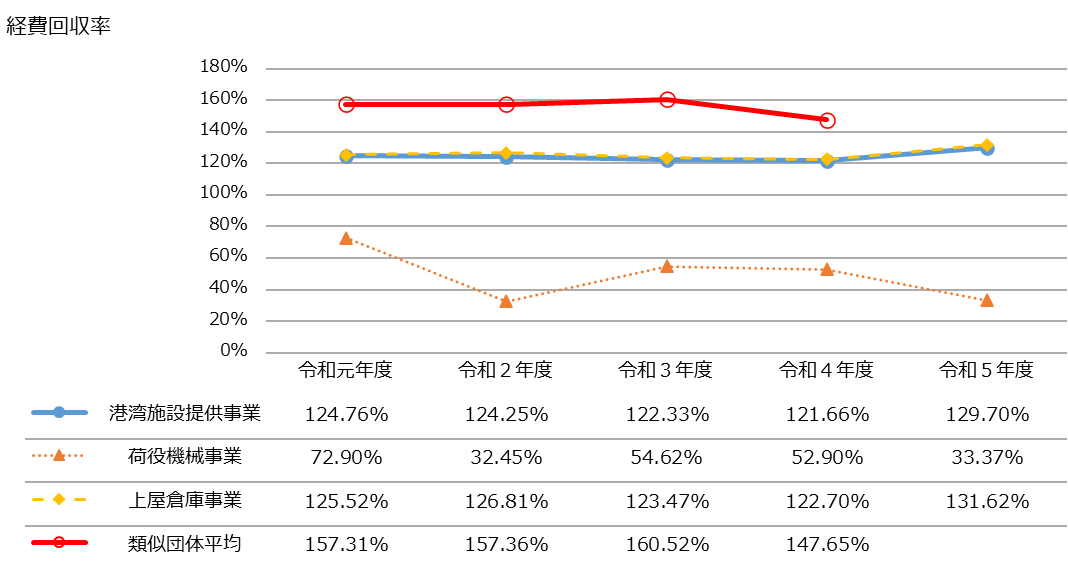 経費回収率
180%
160%
140%
120%
100%
80%
60%
40%
20%
0%
令和元年度 令和２年度 令和３年度 令和４年度 令和５年度
港湾施設提供事業 124.76% 124.25% 122.33% 121.66% 129.70%
荷役機械事業 72.90% 32.45% 54.62% 52.90% 33.37%
上屋倉庫事業 125.52% 126.81% 123.47% 122.70% 131.62%
類似団体平均 157.31% 157.36% 160.52% 147.65%